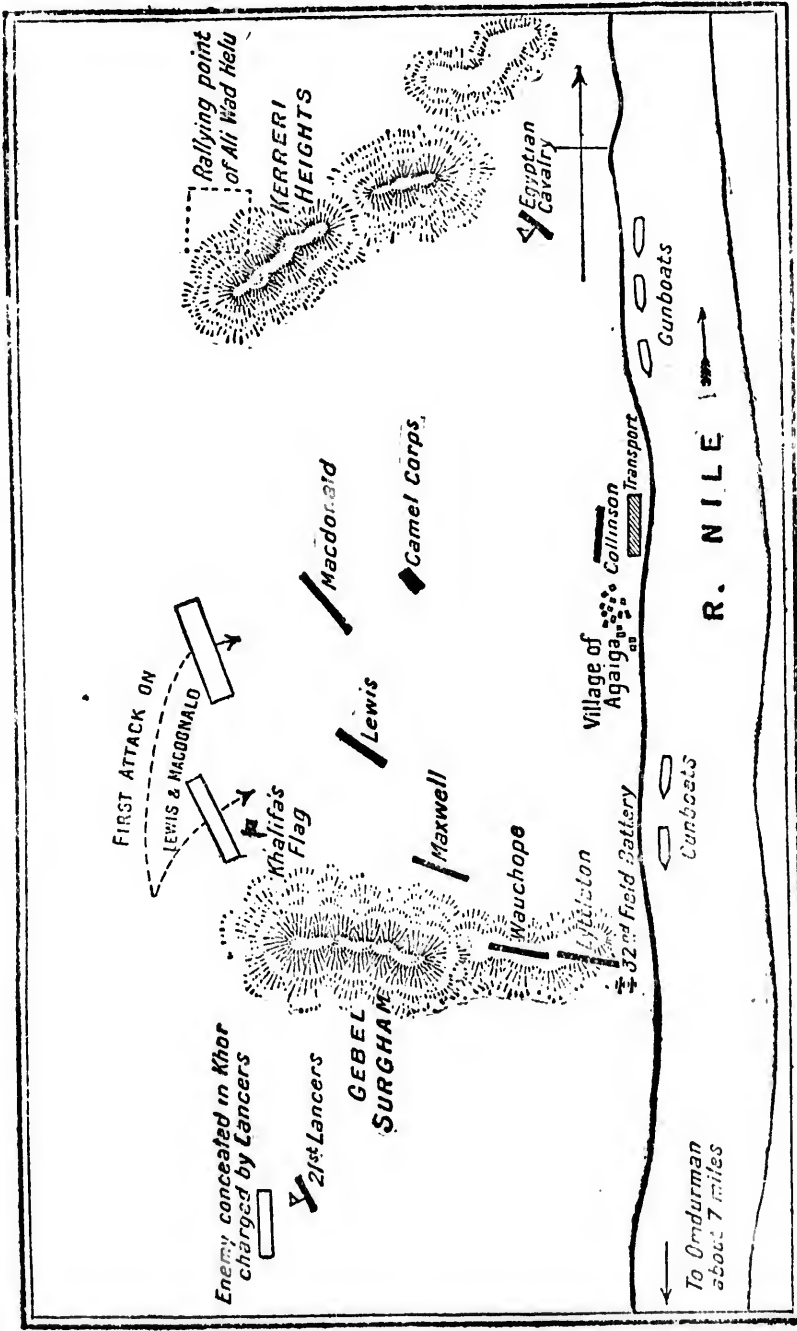 Rallying point
of Ali Wad Helu
KERRERI
HEIGHTS
Egyptian
Cavalry
Gunboats
FIRST ATTACK ON
LEWIS & MACDONALD
Macdonald
Camel Corps
Lewis
Khalifa's
Flag
Maxwell
Wauchope
Lyttleton
32nd Field Battery
Village of
Agaiga
Collinson
Transport
R. NILE
Gunboats
Enemy concealed in Khor
charged by Lancers
21st Lancers
GEBEL
SURGHAM
To Omdurman
about 7 miles